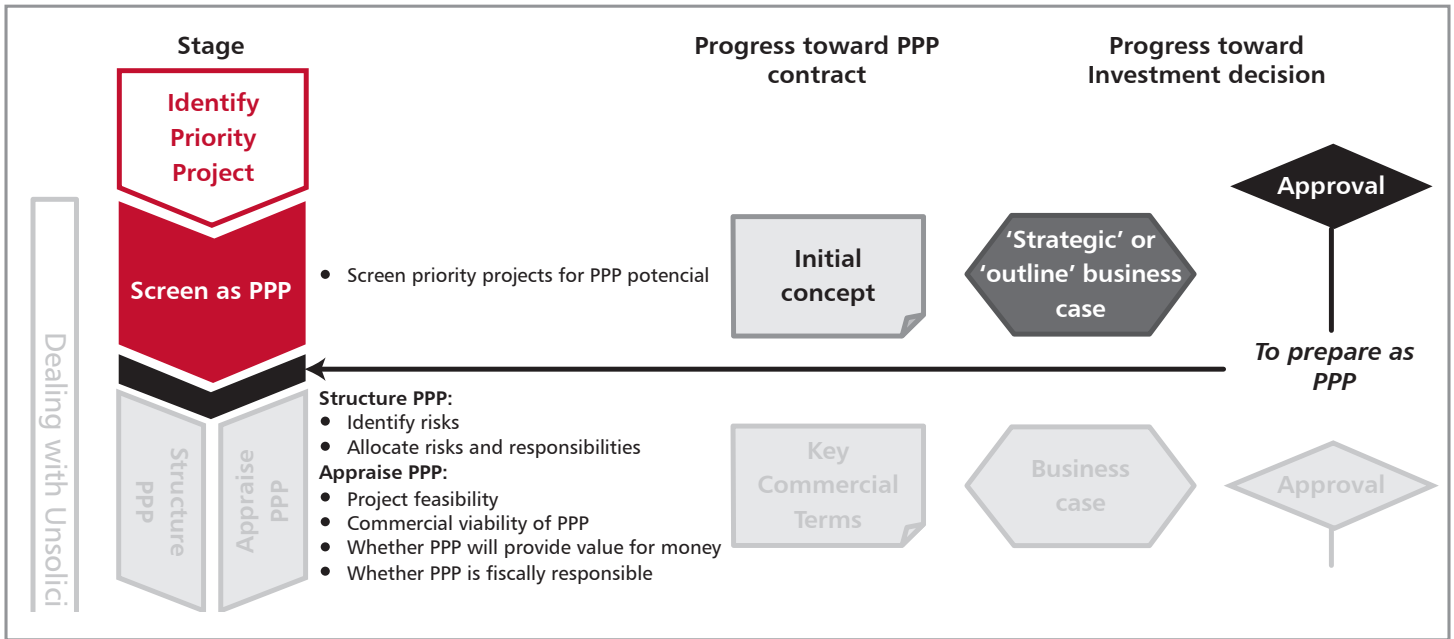 Stage
Progress toward PPP
contract
Progress toward
Investment decision
Identify
Priority
Project
Approval
Screen as PPP
• Screen priority projects for PPP potencial
Initial
concept
‘Strategic’ or
‘outline’ business
case
To prepare as
PPP
Dealing with Unsolici
Structure
PPP
Appraise
PPP
Structure PPP:
• Identify risks
• Allocate risks and responsibilities
Appraise PPP:
• Project feasibility
• Commercial viability of PPP
• Whether PPP will provide value for money
• Whether PPP is fiscally responsible
Key
Commercial
Terms
Business
case
Approval